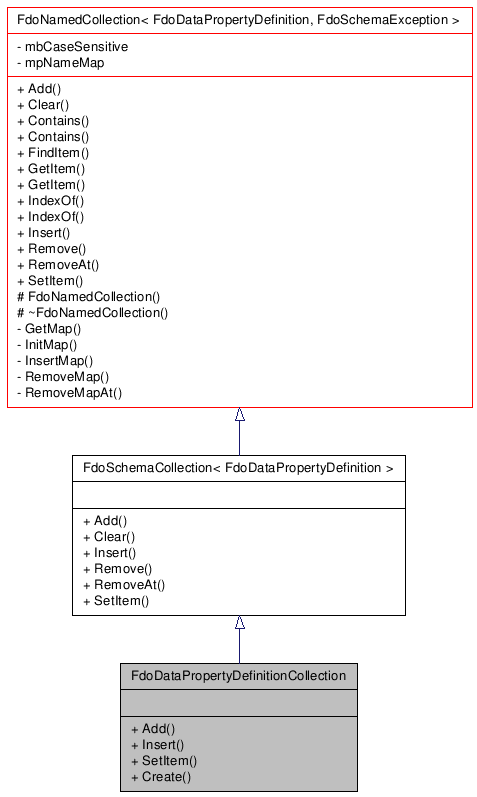 FdoNamedCollection< FdoDataPropertyDefinition, FdoSchemaException >
- mbCaseSensitive
- mpNameMap
+ Add()
+ Clear()
+ Contains()
+ Contains()
+ FindItem()
+ GetItem()
+ GetItem()
+ IndexOf()
+ IndexOf()
+ Insert()
+ Remove()
+ RemoveAt()
+ SetItem()
# FdoNamedCollection()
# ~FdoNamedCollection()
- GetMap()
- InitMap()
- InsertMap()
- RemoveMap()
- RemoveMapAt()
FdoSchemaCollection< FdoDataPropertyDefinition >
+ Add()
+ Clear()
+ Insert()
+ Remove()
+ RemoveAt()
+ SetItem()
FdoDataPropertyDefinitionCollection
+ Add()
+ Insert()
+ SetItem()
+ Create()